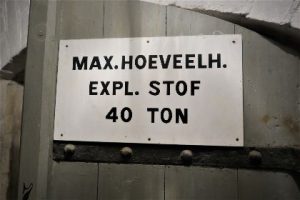 MAX.HOEVEELH.
EXPL. STOF
40 TON